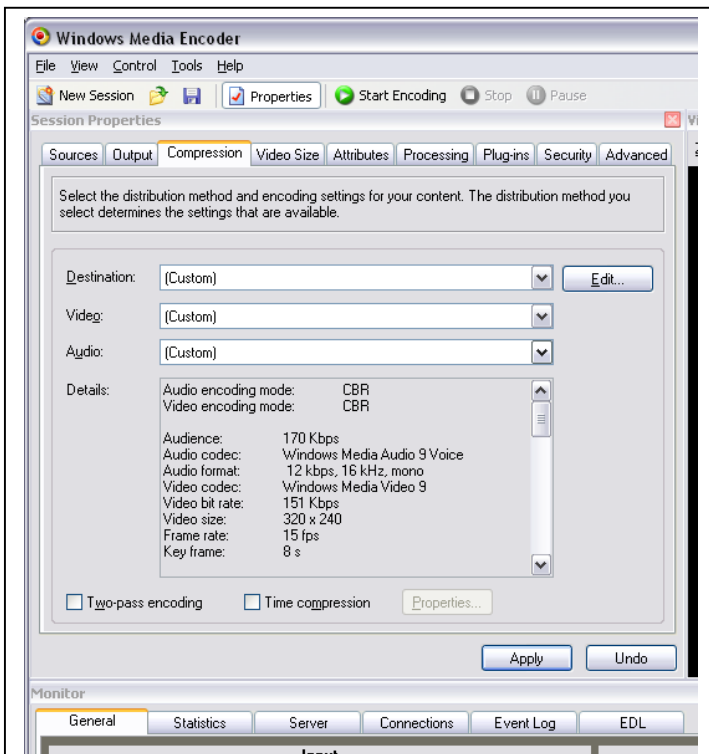 Windows Media Encoder
File View Control Tools Help
New Session Properties Start Encoding Stop Pause
Session Properties
Sources Output Compression Video Size Attributes Processing Plug-ins Security Advanced
Select the distribution method and encoding settings for your content. The distribution method you
select determines the settings that are available.
Destination: (Custom) Edit...
Video: (Custom)
Audio: (Custom)
Details: Audio encoding mode: CBR
Video encoding mode: CBR
Audience: 170 Kbps
Audio codec: Windows Media Audio 9 Voice
Audio format: 12 kbps, 16 kHz, mono
Video codec: Windows Media Video 9
Video bit rate: 151 Kbps
Video size: 320 x 240
Frame rate: 15 fps
Key frame: 8 s
Two-pass encoding Time compression Properties...
Apply Undo
Monitor
General Statistics Server Connections Event Log EDL